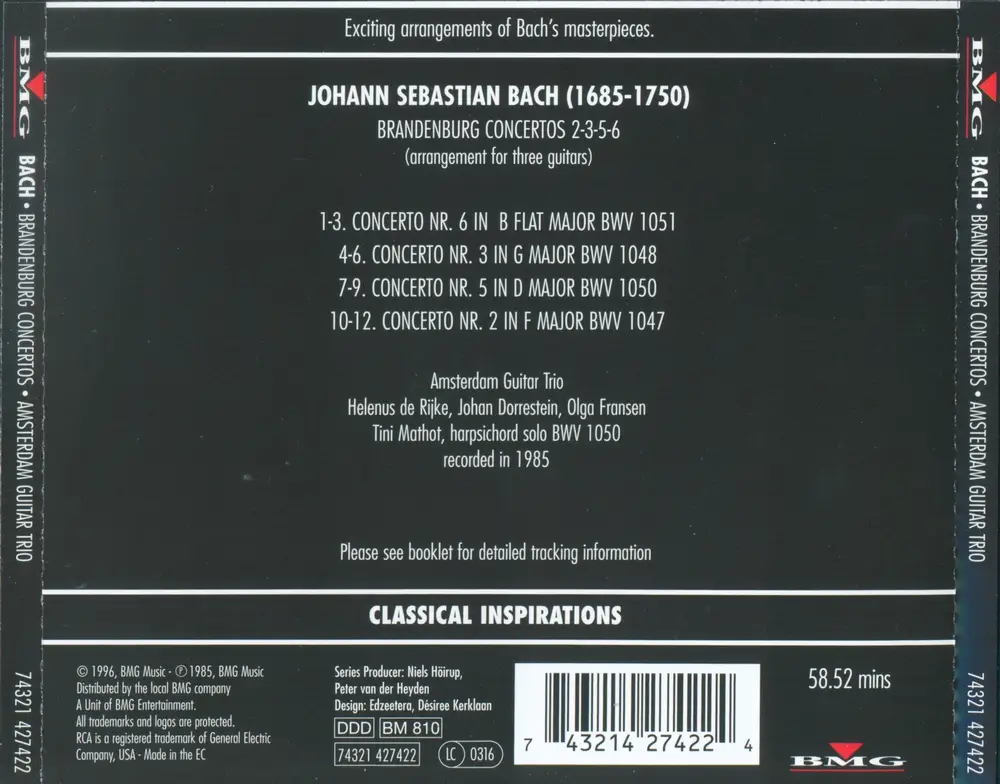 Exciting arrangements of Bach's masterpieces.
JOHANN SEBASTIAN BACH (1685-1750)
BRANDENBURG CONCERTOS 2-3-5-6
(arrangement for three guitars)
1-3. CONCERTO NR. 6 IN B FLAT MAJOR BWV 1051
4-6. CONCERTO NR. 3 IN G MAJOR BWV 1048
7-9. CONCERTO NR. 5 IN D MAJOR BWV 1050
10-12. CONCERTO NR. 2 IN F MAJOR BWV 1047
Amsterdam Guitar Trio
Helenus de Rijke, Johan Dorrestein, Olga Fransen
Tini Mathot, harpsichord solo BWV 1050
recorded in 1985
Please see booklet for detailed tracking information
CLASSICAL INSPIRATIONS
© 1996, BMG Music - ℗ 1985, BMG Music
Distributed by the local BMG company
A Unit of BMG Entertainment.
All trademarks and logos are protected.
RCA is a registered trademark of General Electric
Company, USA - Made in the EC
Series Producer: Niels Höirup,
Peter van der Heyden
Design: Edzeetera, Désiree Kerklaan
DDD BM 810
74321 427422 LC 0316
7 43214 27422 4
58.52 mins
BMG
BMG BACH • BRANDENBURG CONCERTOS • AMSTERDAM GUITAR TRIO 74321 427422
BMG BACH • BRANDENBURG CONCERTOS • AMSTERDAM GUITAR TRIO 74321 427422